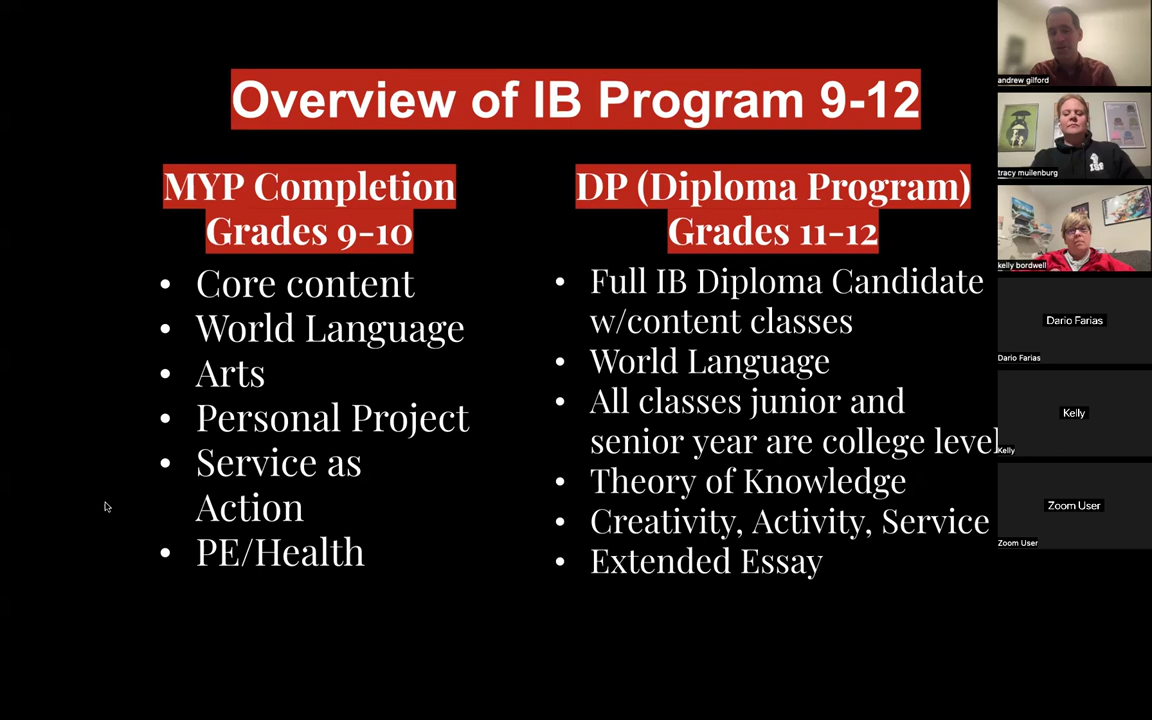 Overview of IB Program 9-12
MYP Completion
Grades 9-10
• Core content
• World Language
• Arts
• Personal Project
• Service as
Action
• PE/Health
DP (Diploma Program)
Grades 11-12
• Full IB Diploma Candidate
w/content classes
• World Language
• All classes junior and
senior year are college level
• Theory of Knowledge
• Creativity, Activity, Service
• Extended Essay
andrew gilford
tracy muilenburg
kelly bordwell
Dario Farias
Dario Farias
Kelly
Kelly
Zoom User
Zoom User